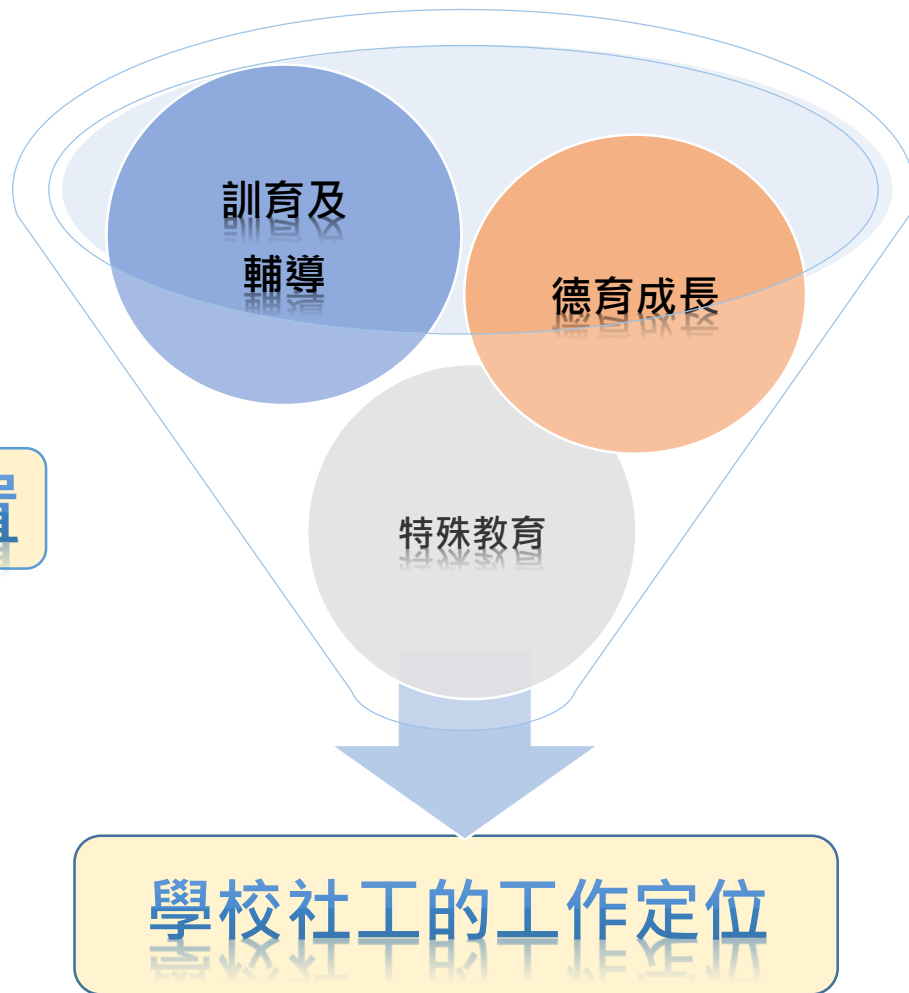 訓育及
輔導
德育成長
特殊教育
學校社工的工作定位